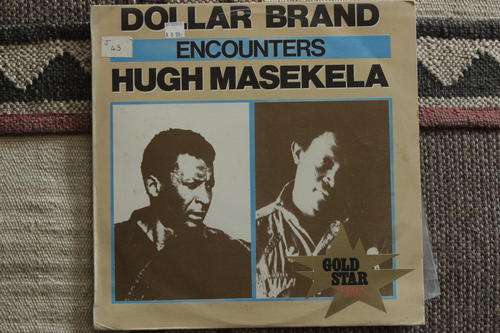 DOLLAR BRAND
ENCOUNTERS
HUGH MASEKELA
GOLD
STAR